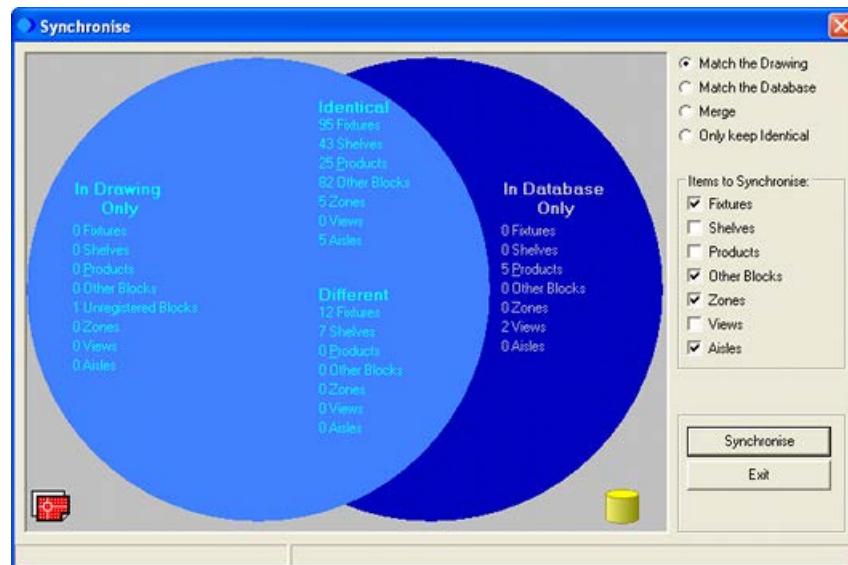 Synchronise
In Drawing
Only
0 Fixtures
0 Shelves
0 Products
0 Other Blocks
1 Unregistered Blocks
0 Zones
0 Views
0 Aisles
Identical
95 Fixtures
43 Shelves
25 Products
82 Other Blocks
5 Zones
0 Views
5 Aisles
Different
12 Fixtures
7 Shelves
0 Products
0 Other Blocks
0 Zones
0 Views
0 Aisles
In Database
Only
0 Fixtures
0 Shelves
5 Products
0 Other Blocks
0 Zones
2 Views
0 Aisles
Match the Drawing
Match the Database
Merge
Only keep Identical
Items to Synchronise:
Fixtures
Shelves
Products
Other Blocks
Zones
Views
Aisles
Synchronise
Exit